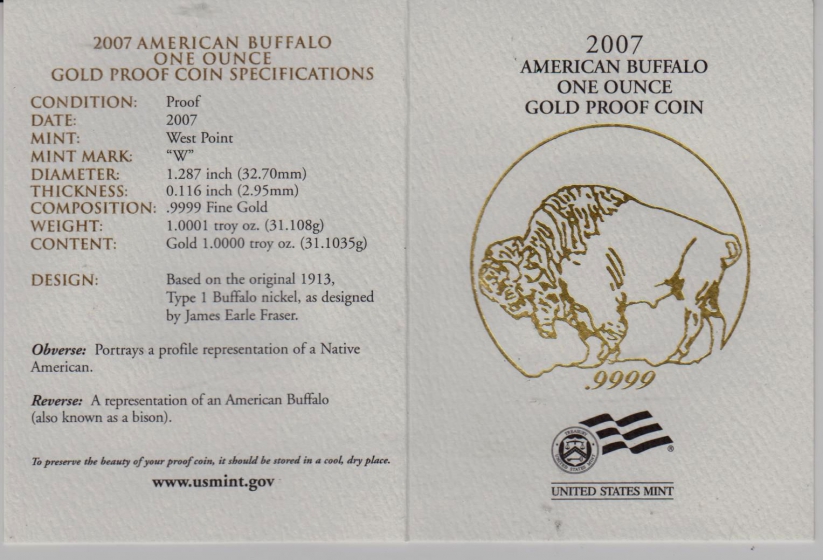 2007 AMERICAN BUFFALO
ONE OUNCE
GOLD PROOF COIN SPECIFICATIONS
CONDITION: Proof
DATE: 2007
MINT: West Point
MINT MARK: “W”
DIAMETER: 1.287 inch (32.70mm)
THICKNESS: 0.116 inch (2.95mm)
COMPOSITION: .9999 Fine Gold
WEIGHT: 1.0001 troy oz. (31.108g)
CONTENT: Gold 1.0000 troy oz. (31.1035g)
DESIGN: Based on the original 1913,
Type 1 Buffalo nickel, as designed
by James Earle Fraser.
Obverse: Portrays a profile representation of a Native
American.
Reverse: A representation of an American Buffalo
(also known as a bison).
To preserve the beauty of your proof coin, it should be stored in a cool, dry place.
www.usmint.gov
2007
AMERICAN BUFFALO
ONE OUNCE
GOLD PROOF COIN
.9999
®
UNITED STATES MINT